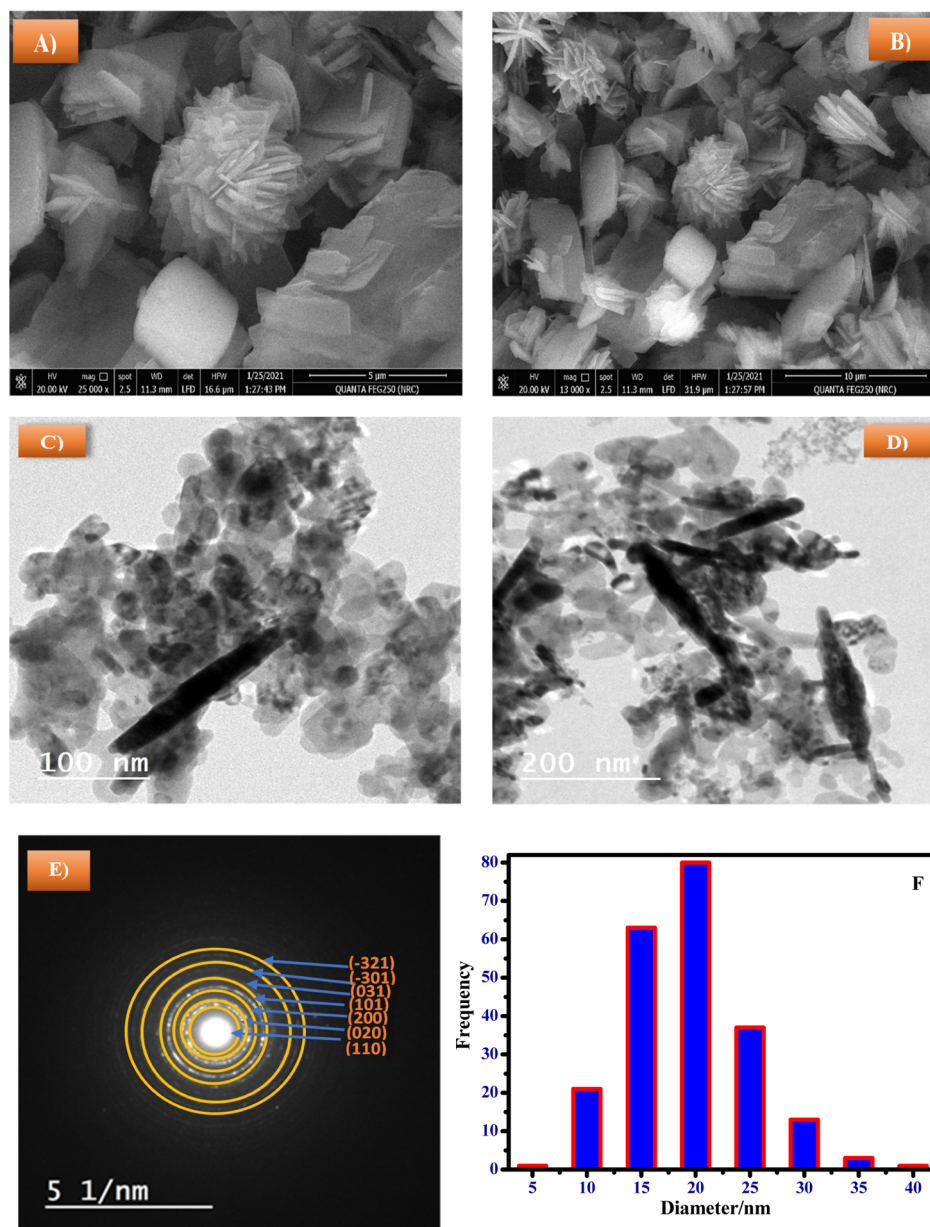 A)
B)
HV mag □ spot WD det HFW 1/25/2021 5 µm
20.00 kV 25 000 x 2.5 11.3 mm LFD 16.6 µm 1:27:43 PM QUANTA FEG250 (NRC)
HV mag □ spot WD det HFW 1/25/2021 10 µm
20.00 kV 13 000 x 2.5 11.3 mm LFD 31.9 µm 1:27:57 PM QUANTA FEG250 (NRC)
C)
D)
100 nm
200 nm
E)
(-321)
(-301)
(031)
(101)
(200)
(020)
(110)
5 1/nm
F
Frequency
80
70
60
50
40
30
20
10
0
5 10 15 20 25 30 35 40
Diameter/nm